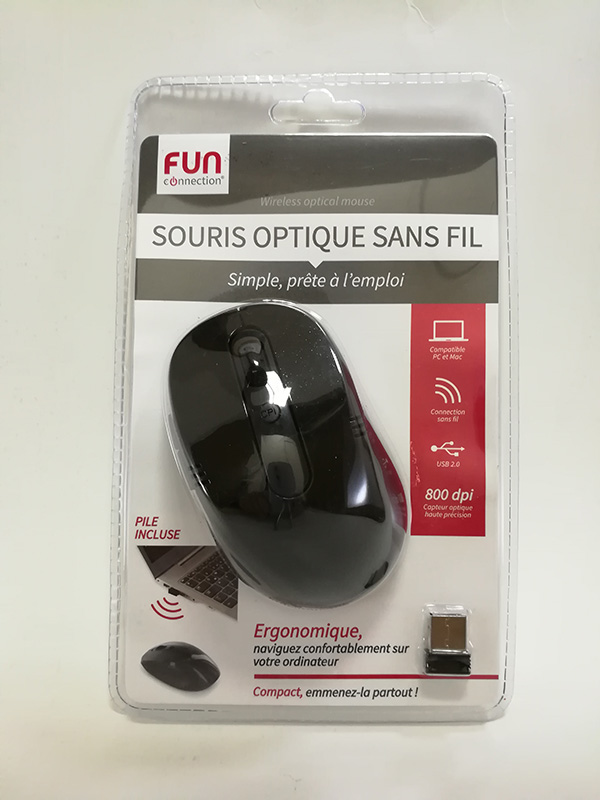 FUN
connection®
Wireless optical mouse
SOURIS OPTIQUE SANS FIL
Simple, prête à l'emploi
Compatible
PC et Mac
Connection
sans fil
USB 2.0
800 dpi
Capteur optique
haute précision
CPI
PILE
INCLUSE
Ergonomique,
naviguez confortablement sur
votre ordinateur
Compact, emmenez-la partout !